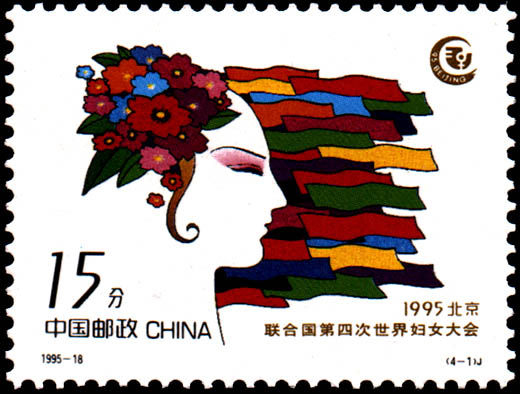 95 BEIJING
15分
中国邮政 CHINA
1995北京
联合国第四次世界妇女大会
1995-18
(4-1)J